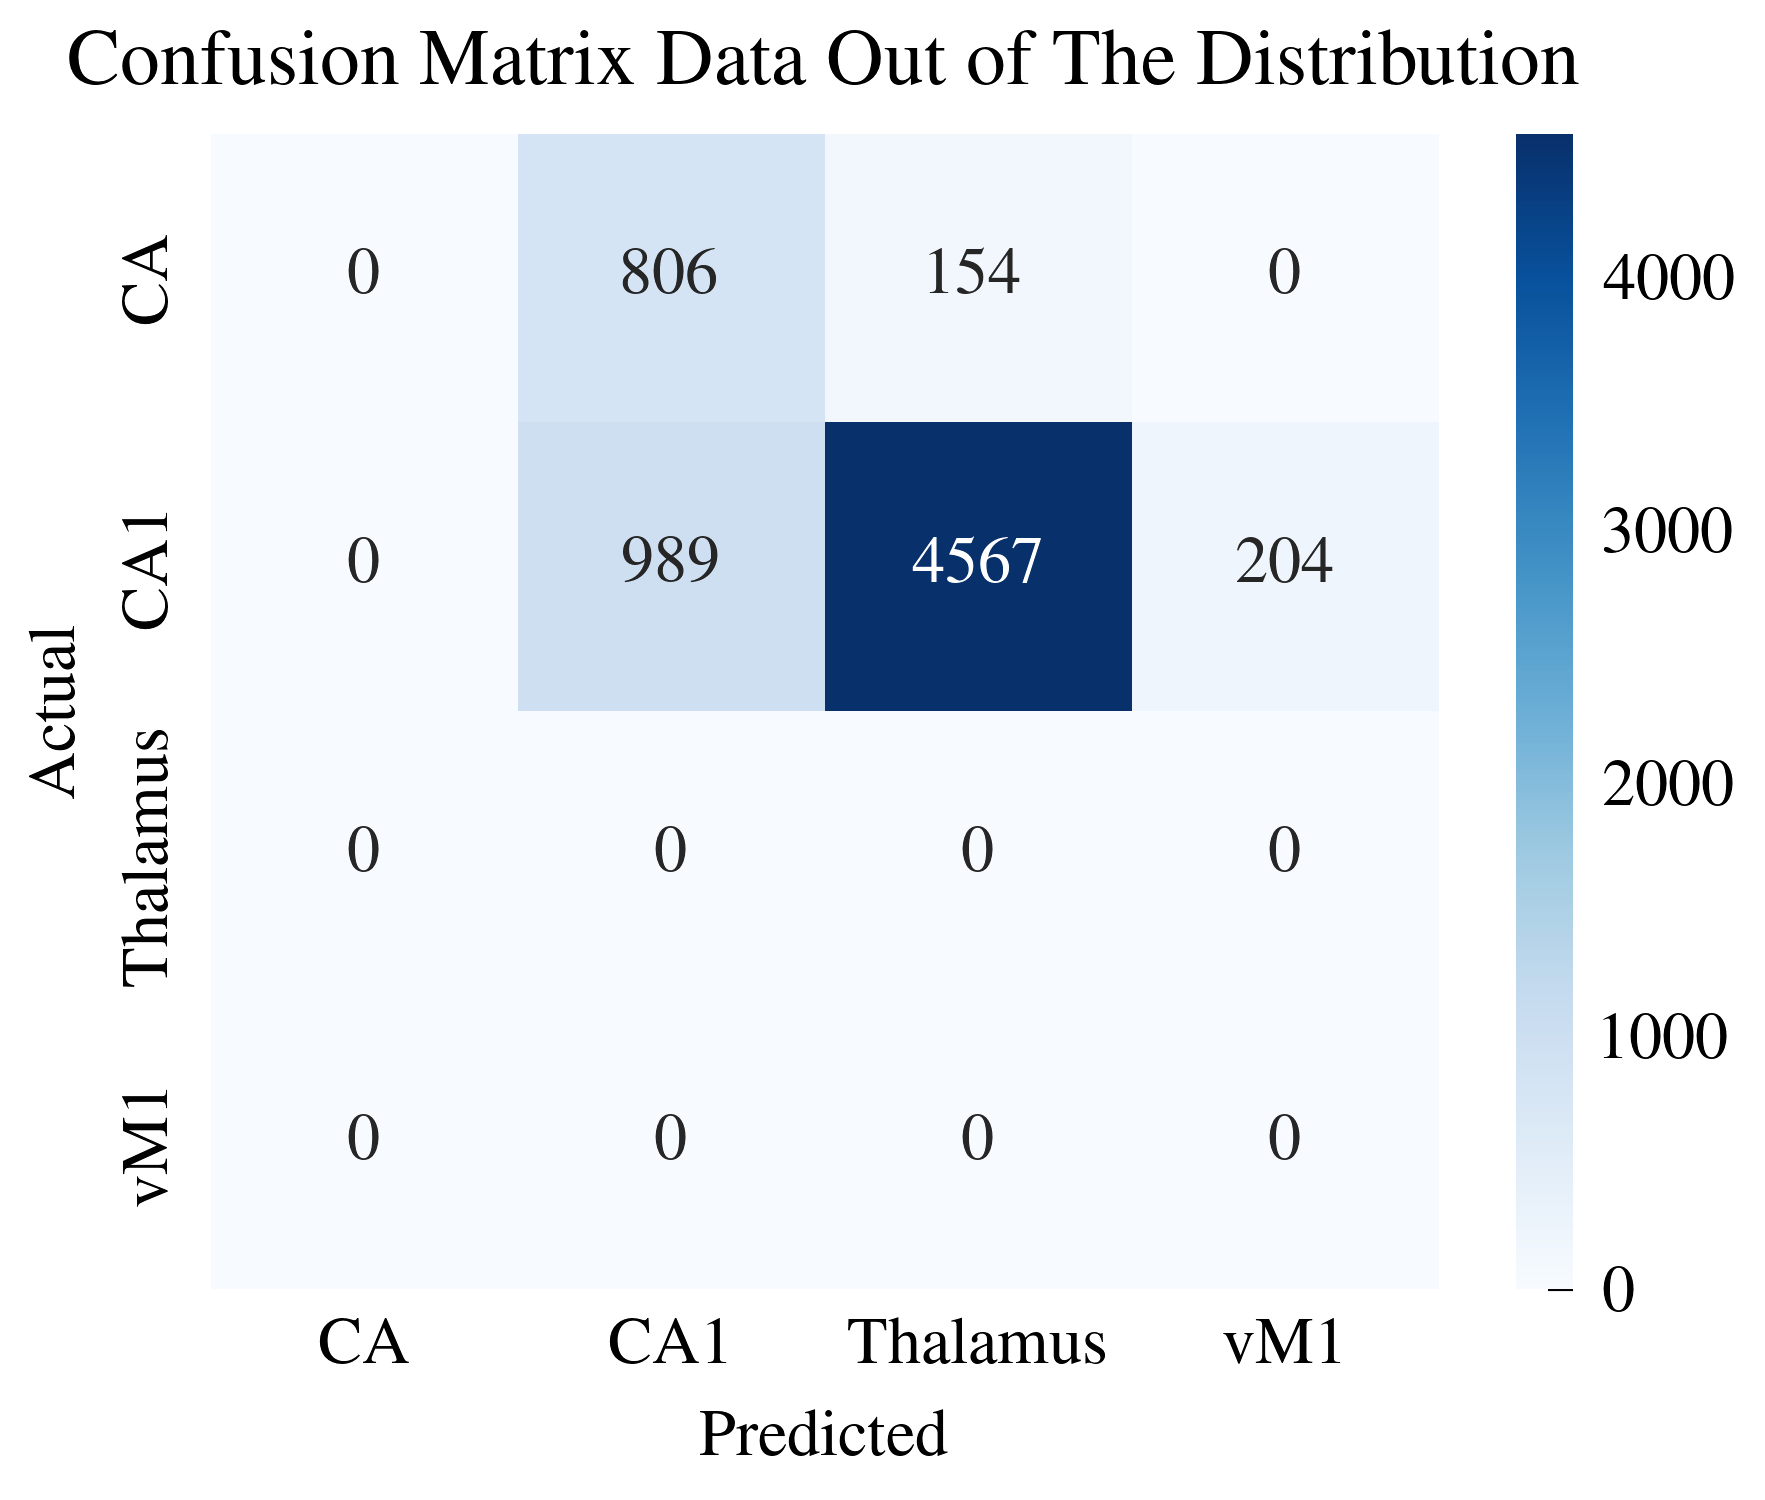 Confusion Matrix Data Out of The Distribution
Actual
CA 0 806 154 0
CA1 0 989 4567 204
Thalamus 0 0 0 0
vM1 0 0 0 0
CA CA1 Thalamus vM1
Predicted
4000
3000
2000
1000
0